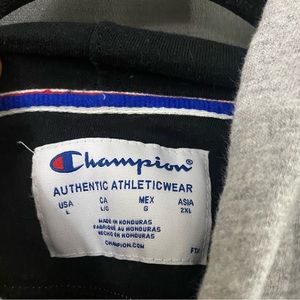 Champion®
AUTHENTIC ATHLETICWEAR
USA CA MEX ASIA
L L/G G 2XL
MADE IN HONDURAS
FABRIQUÉ AU HONDURAS
HECHO EN HONDURAS
CHAMPION.COM